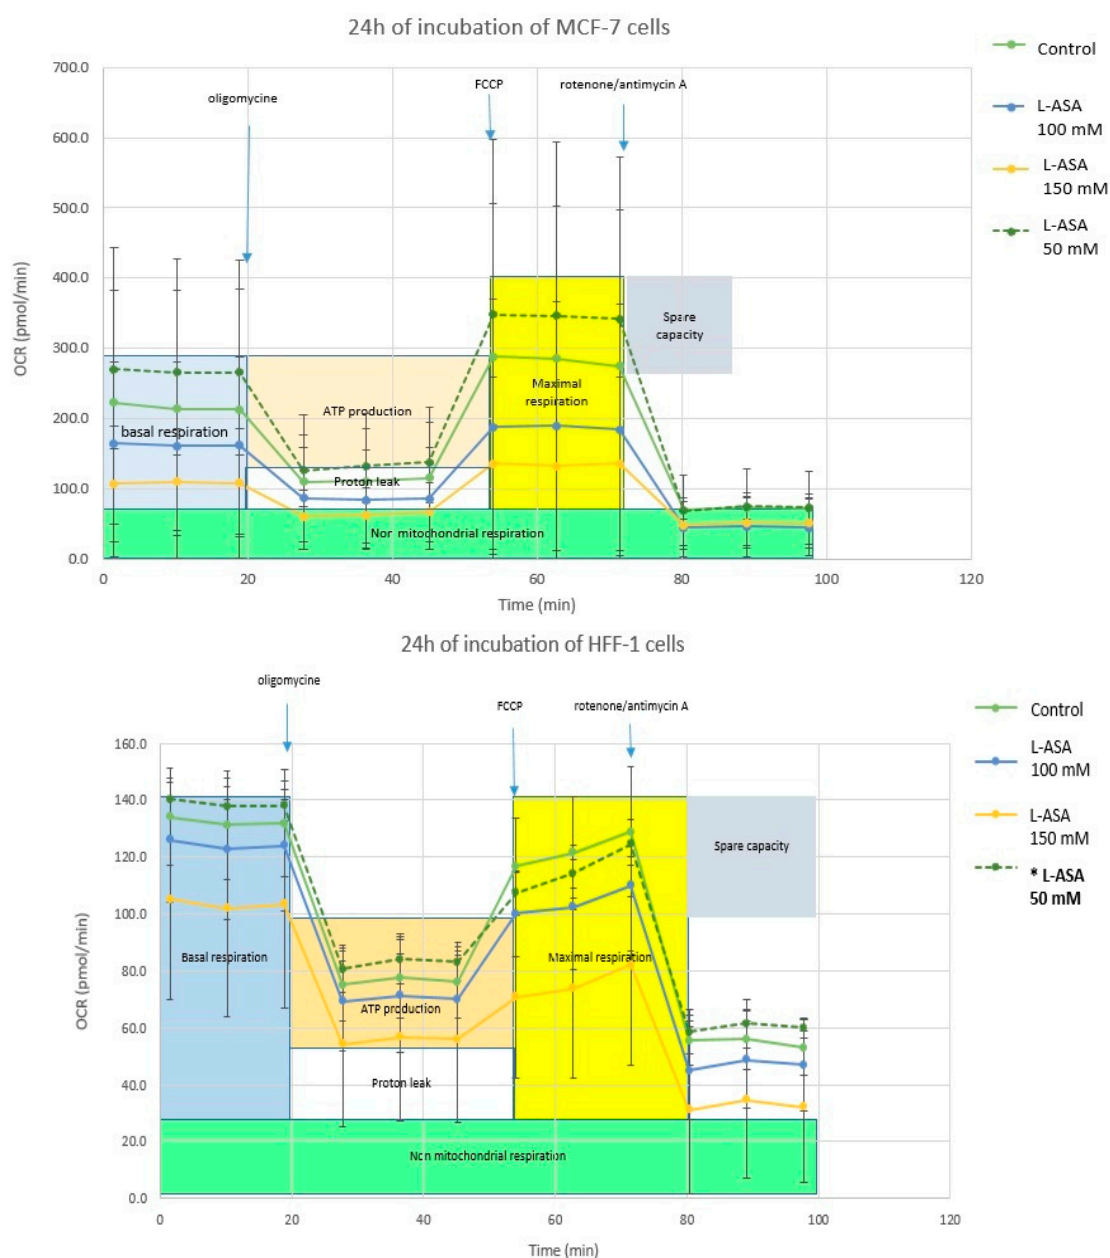 24h of incubation of MCF-7 cells
700.0
600.0
500.0
400.0
300.0
200.0
100.0
0.0
OCR (pmol/min)
oligomycine
FCCP
rotenone/antimycin A
basal respiration
ATP production
Proton leak
Maximal
respiration
Spare
capacity
Non mitochondrial respiration
0 20 40 60 80 100 120
Time (min)
Control
L-ASA
100 mM
L-ASA
150 mM
L-ASA
50 mM
24h of incubation of HFF-1 cells
160.0
140.0
120.0
100.0
80.0
60.0
40.0
20.0
0.0
OCR (pmol/min)
oligomycine
FCCP
rotenone/antimycin A
Basal respiration
ATP production
Proton leak
Maximal respiration
Spare capacity
Non mitochondrial respiration
0 20 40 60 80 100 120
Time (min)
Control
L-ASA
100 mM
L-ASA
150 mM
* L-ASA
50 mM